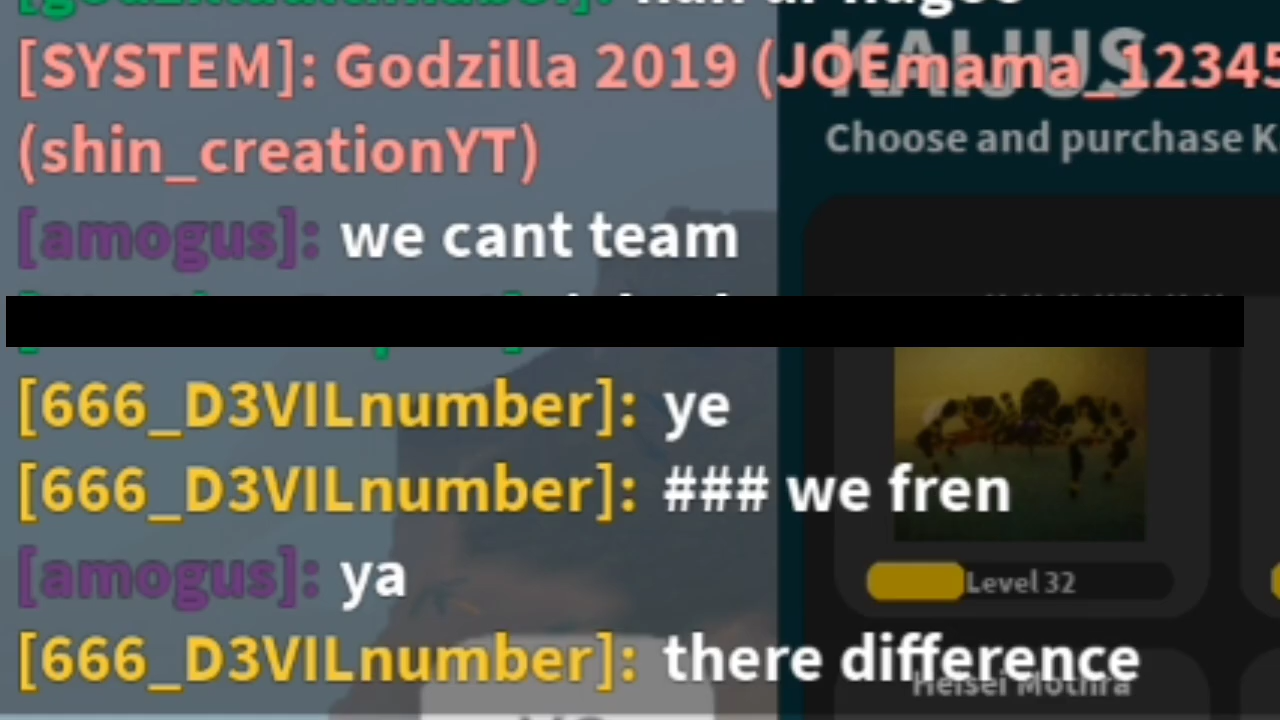 [SYSTEM]: Godzilla 2019 (JOEmama_12345
(shin_creationYT)
[amogus]: we cant team
[666_D3VILnumber]: ye
[666_D3VILnumber]: ### we fren
[amogus]: ya
[666_D3VILnumber]: there difference
KAIJUS
Choose and purchase K
Level 32
Heisei Mothra